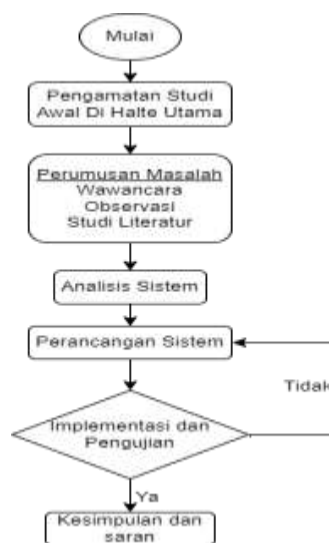 Mulai
Pengamatan Studi
Awal Di Halte Utama
Perumusan Masalah
Wawancara
Observasi
Studi Literatur
Analisis Sistem
Perancangan Sistem
Tidak
Implementasi dan
Pengujian
Ya
Kesimpulan dan
saran